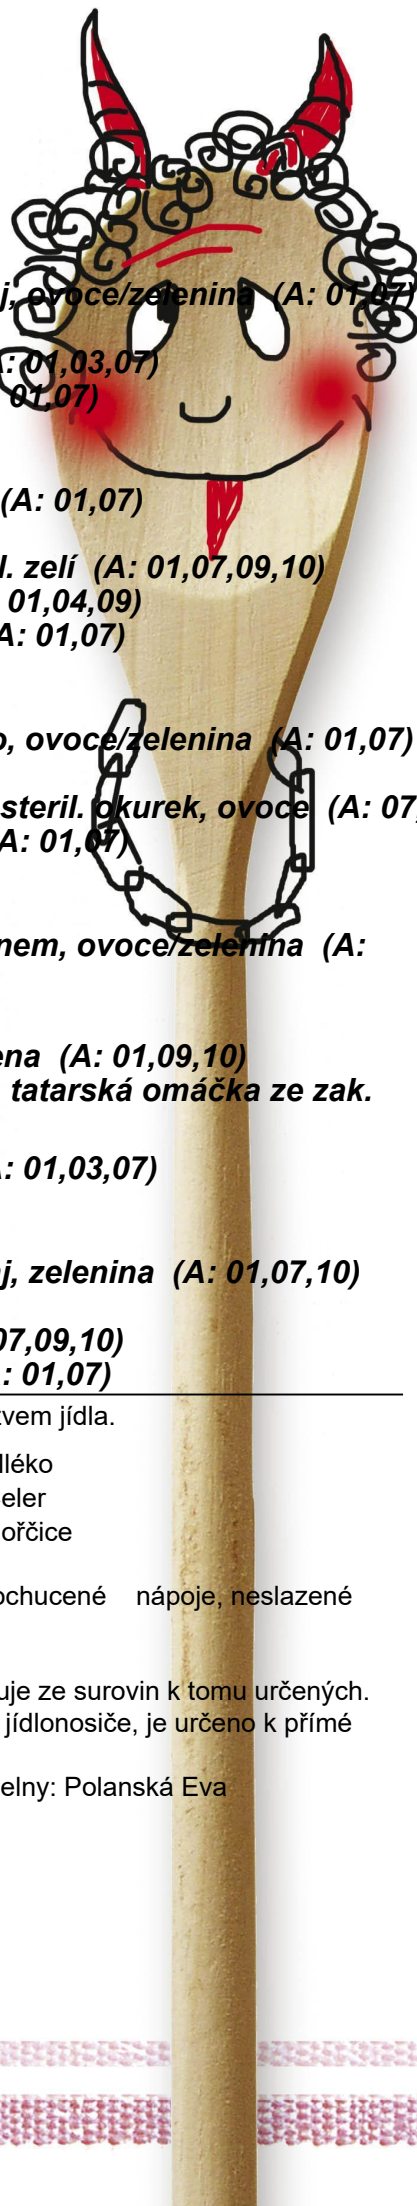 j, ovoce/zelenina (A: 01,07)
A: 01,03,07)
01,07)
(A: 01,07)
l. zelí (A: 01,07,09,10)
01,04,09)
A: 01,07)
o, ovoce/zelenina (A: 01,07)
steril. okurek, ovoce (A: 07,
A: 01,07)
nem, ovoce/zelenina (A:
ena (A: 01,09,10)
tatarská omáčka ze zak.
A: 01,03,07)
j, zelenina (A: 01,07,10)
07,09,10)
A: 01,07)
zvem jídla.
léko
eler
ořčice
ochucené nápoje, neslazené
uje ze surovin k tomu určených.
jídlonosiče, je určeno k přímé
elny: Polanská Eva